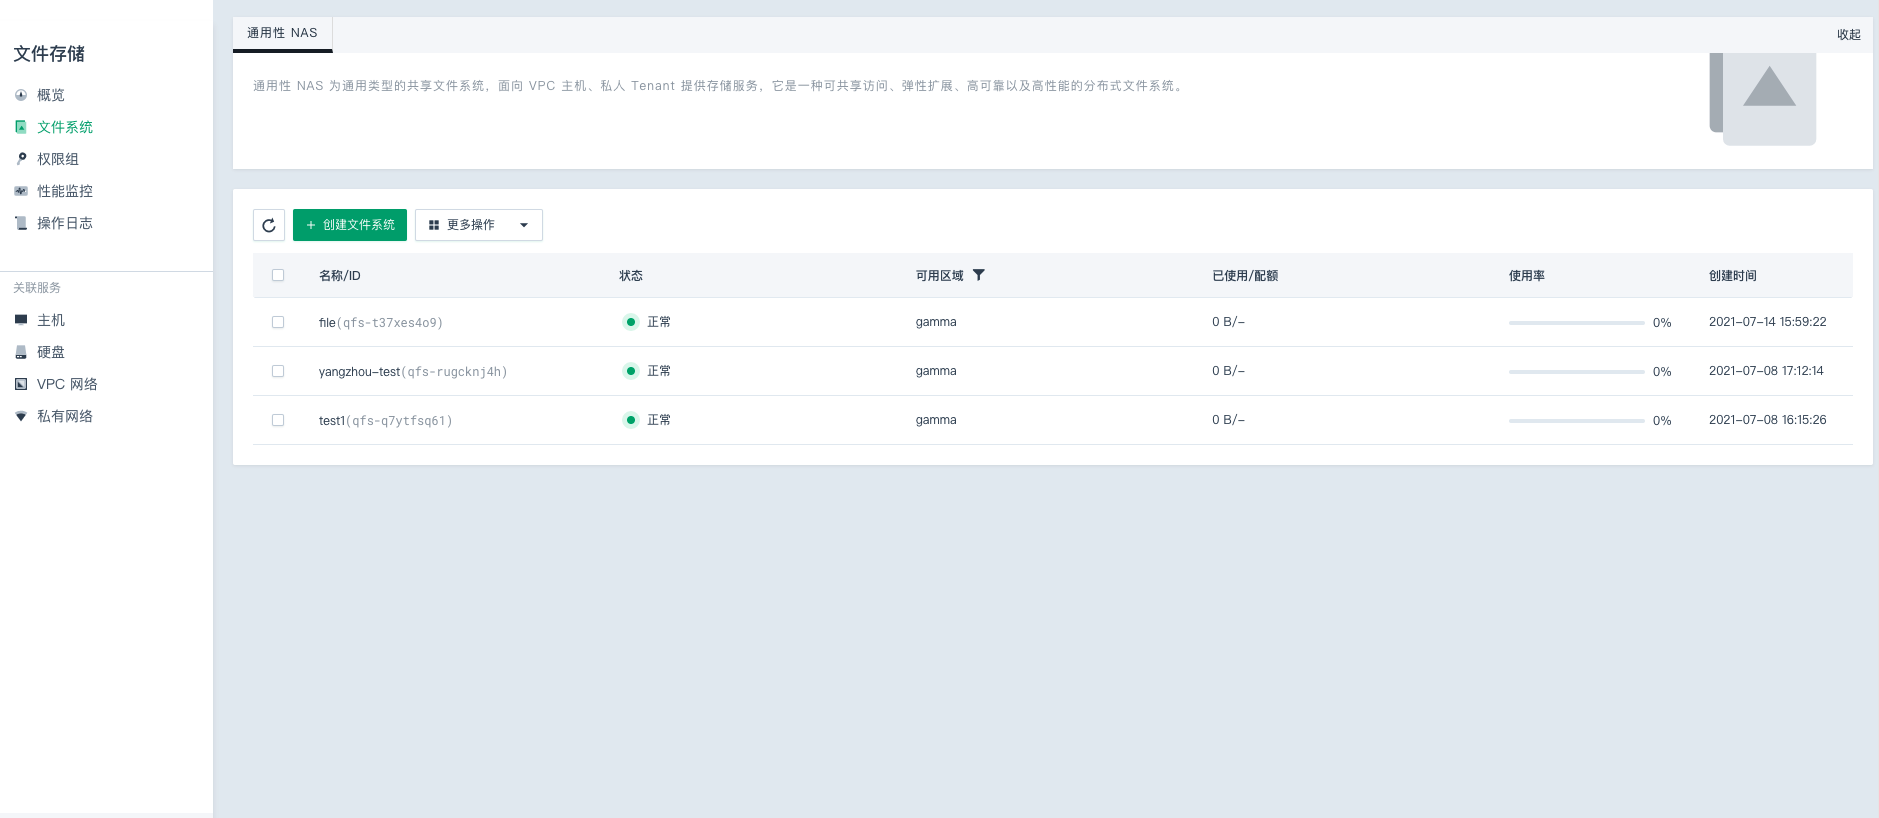 文件存储
概览
文件系统
权限组
性能监控
操作日志
关联服务
主机
硬盘
VPC 网络
私有网络
通用性 NAS
收起
通用性 NAS 为通用类型的共享文件系统，面向 VPC 主机、私人 Tenant 提供存储服务，它是一种可共享访问、弹性扩展、高可靠以及高性能的分布式文件系统。
+ 创建文件系统 更多操作
名称/ID 状态 可用区域 已使用/配额 使用率 创建时间
file(qfs-t37xes4o9) 正常 gamma 0 B/- 0% 2021-07-14 15:59:22
yangzhou-test(qfs-rugcknj4h) 正常 gamma 0 B/- 0% 2021-07-08 17:12:14
test1(qfs-q7ytfsq61) 正常 gamma 0 B/- 0% 2021-07-08 16:15:26